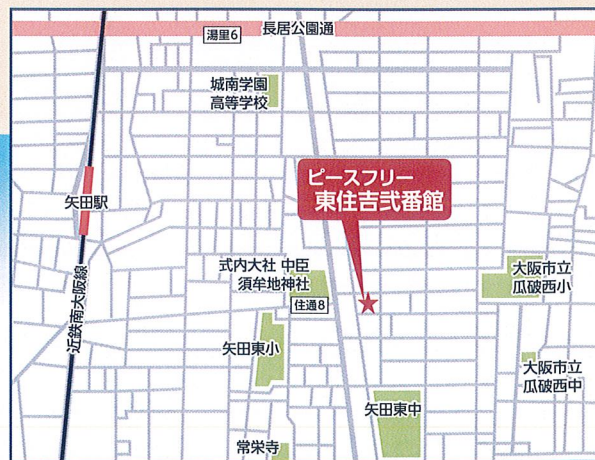 長居公園通
湯里6
城南学園
高等学校
ピースフリー
東住吉弐番館
矢田駅
近鉄南大阪線
式内大社 中臣
須牟地神社
住通8
大阪市立
瓜破西小
矢田東小
大阪市立
瓜破西中
矢田東中
常栄寺